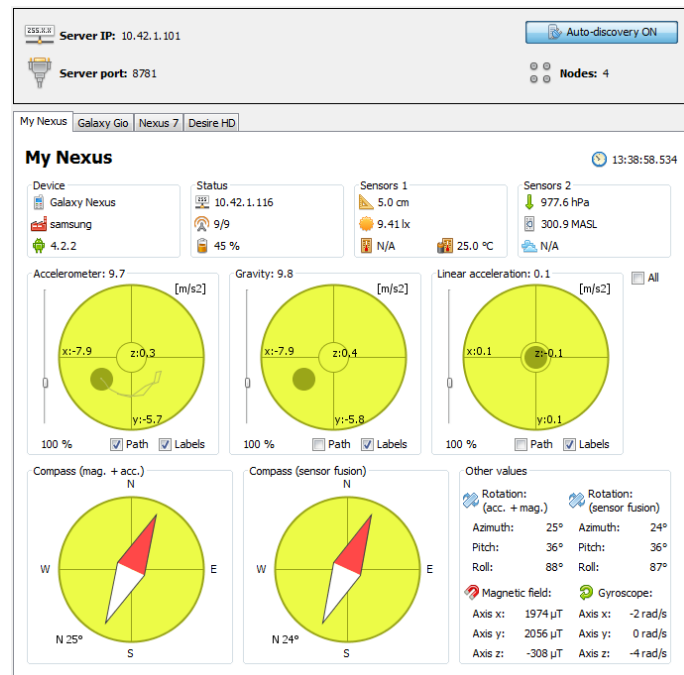 Server IP: 10.42.1.101
Auto-discovery ON
Server port: 8781
Nodes: 4
My Nexus Galaxy Gio Nexus 7 Desire HD
My Nexus
13:38:58.534
Device Status Sensors 1 Sensors 2
Galaxy Nexus 10.42.1.116 5.0 cm 977.6 hPa
samsung 9/9 9.41 lx 300.9 MASL
4.2.2 45 % N/A 25.0 °C N/A
Accelerometer: 9.7 Gravity: 9.8 Linear acceleration: 0.1 All
[m/s2] [m/s2] [m/s2]
x:-7.9 z:0.3 x:-7.9 z:0.4 x:0.1 z:-0.1
y:-5.7 y:-5.8 y:0.1
100 % Path Labels 100 % Path Labels 100 % Path Labels
Compass (mag. + acc.) Compass (sensor fusion) Other values
N N
W E W E
N 25° N 24°
S S
Rotation: Rotation:
(acc. + mag.) (sensor fusion)
Azimuth: 25° Azimuth: 24°
Pitch: 36° Pitch: 36°
Roll: 88° Roll: 87°
Magnetic field: Gyroscope:
Axis x: 1974 µT Axis x: -2 rad/s
Axis y: 2056 µT Axis y: 0 rad/s
Axis z: -308 µT Axis z: -4 rad/s